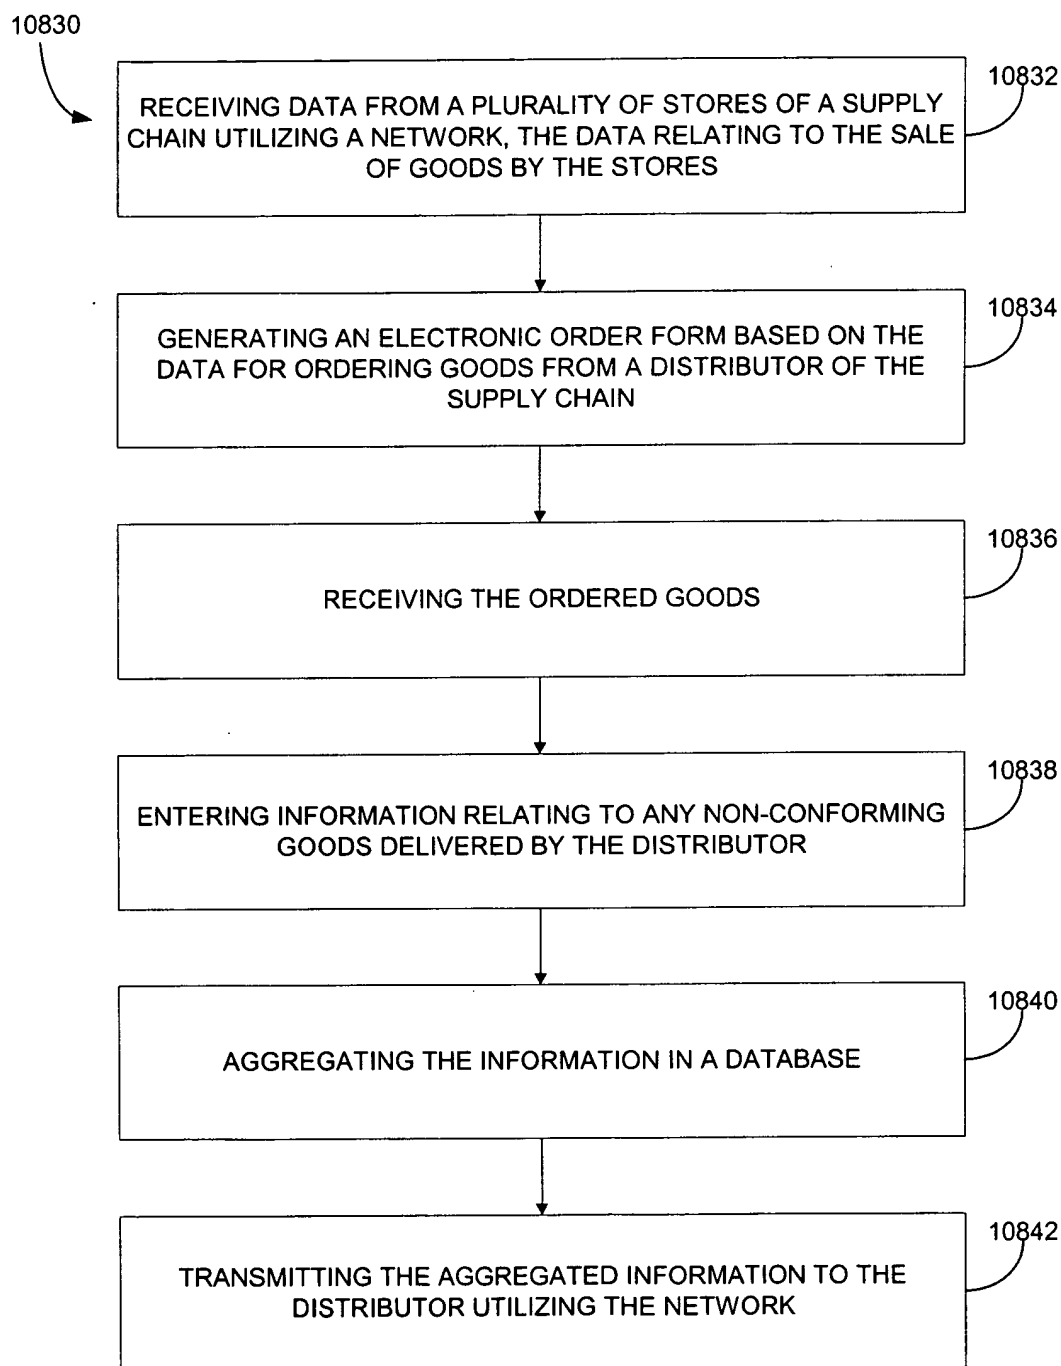 10830
10832
RECEIVING DATA FROM A PLURALITY OF STORES OF A SUPPLY
CHAIN UTILIZING A NETWORK, THE DATA RELATING TO THE SALE
OF GOODS BY THE STORES
10834
GENERATING AN ELECTRONIC ORDER FORM BASED ON THE
DATA FOR ORDERING GOODS FROM A DISTRIBUTOR OF THE
SUPPLY CHAIN
10836
RECEIVING THE ORDERED GOODS
10838
ENTERING INFORMATION RELATING TO ANY NON-CONFORMING
GOODS DELIVERED BY THE DISTRIBUTOR
10840
AGGREGATING THE INFORMATION IN A DATABASE
10842
TRANSMITTING THE AGGREGATED INFORMATION TO THE
DISTRIBUTOR UTILIZING THE NETWORK